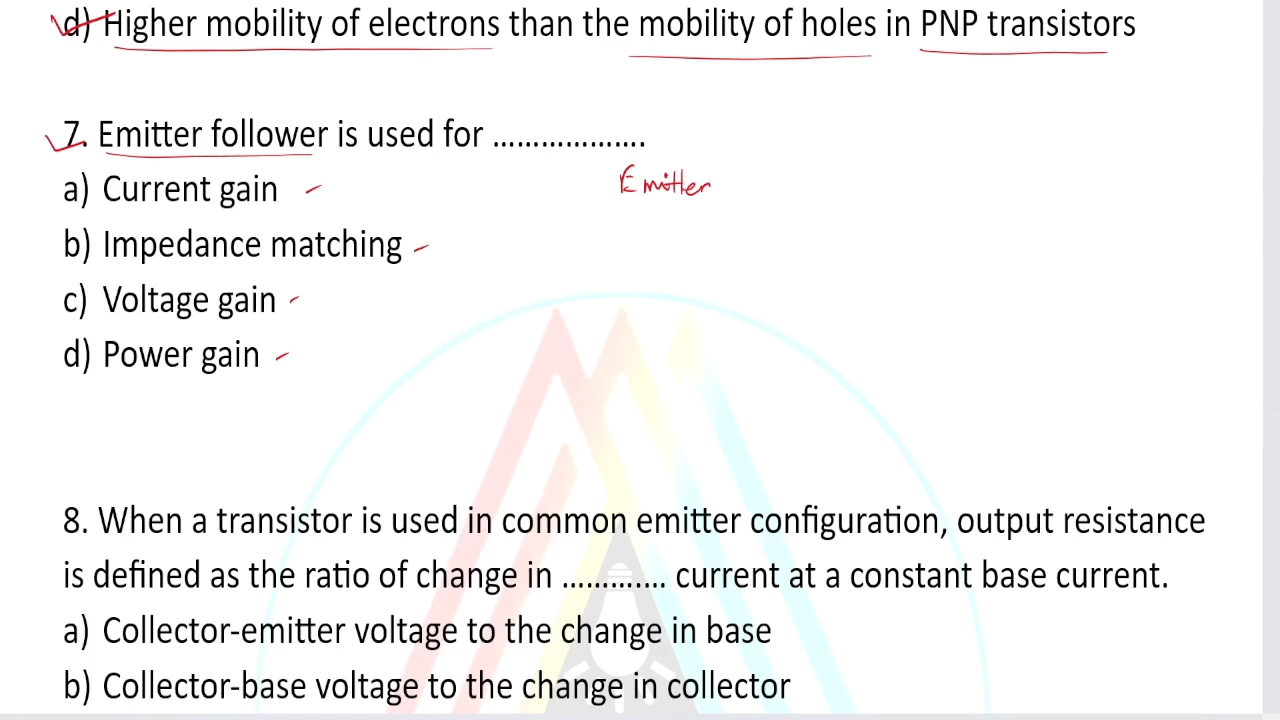 d) Higher mobility of electrons than the mobility of holes in PNP transistors
7. Emitter follower is used for ……………….
Emitter
a) Current gain
b) Impedance matching
c) Voltage gain
d) Power gain
8. When a transistor is used in common emitter configuration, output resistance
is defined as the ratio of change in …………. current at a constant base current.
a) Collector-emitter voltage to the change in base
b) Collector-base voltage to the change in collector